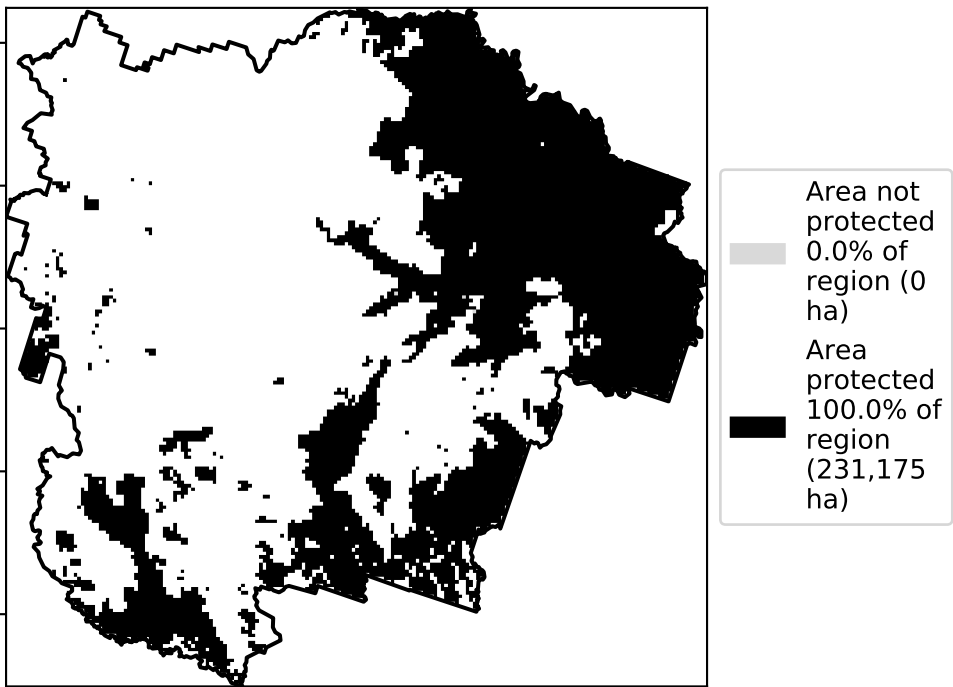 Area not
protected
0.0% of
region (0
ha)
Area
protected
100.0% of
region
(231,175
ha)